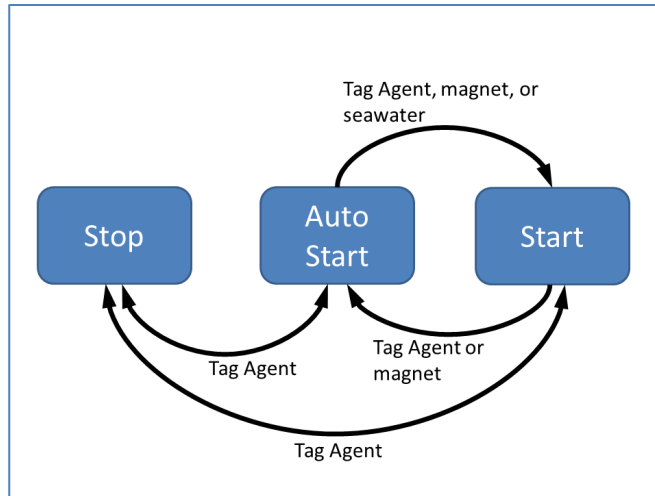 Tag Agent, magnet, or
seawater
Stop
Auto
Start
Start
Tag Agent or
magnet
Tag Agent
Tag Agent